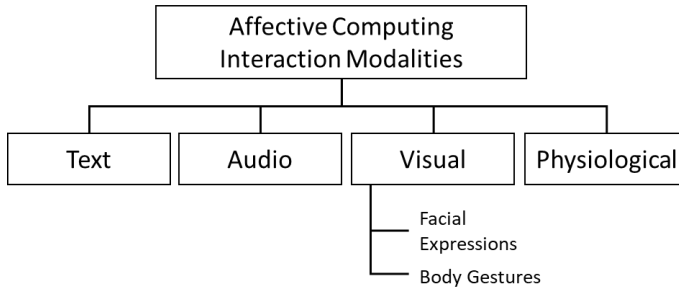 Affective Computing
Interaction Modalities
Text
Audio
Visual
Physiological
Facial
Expressions
Body Gestures